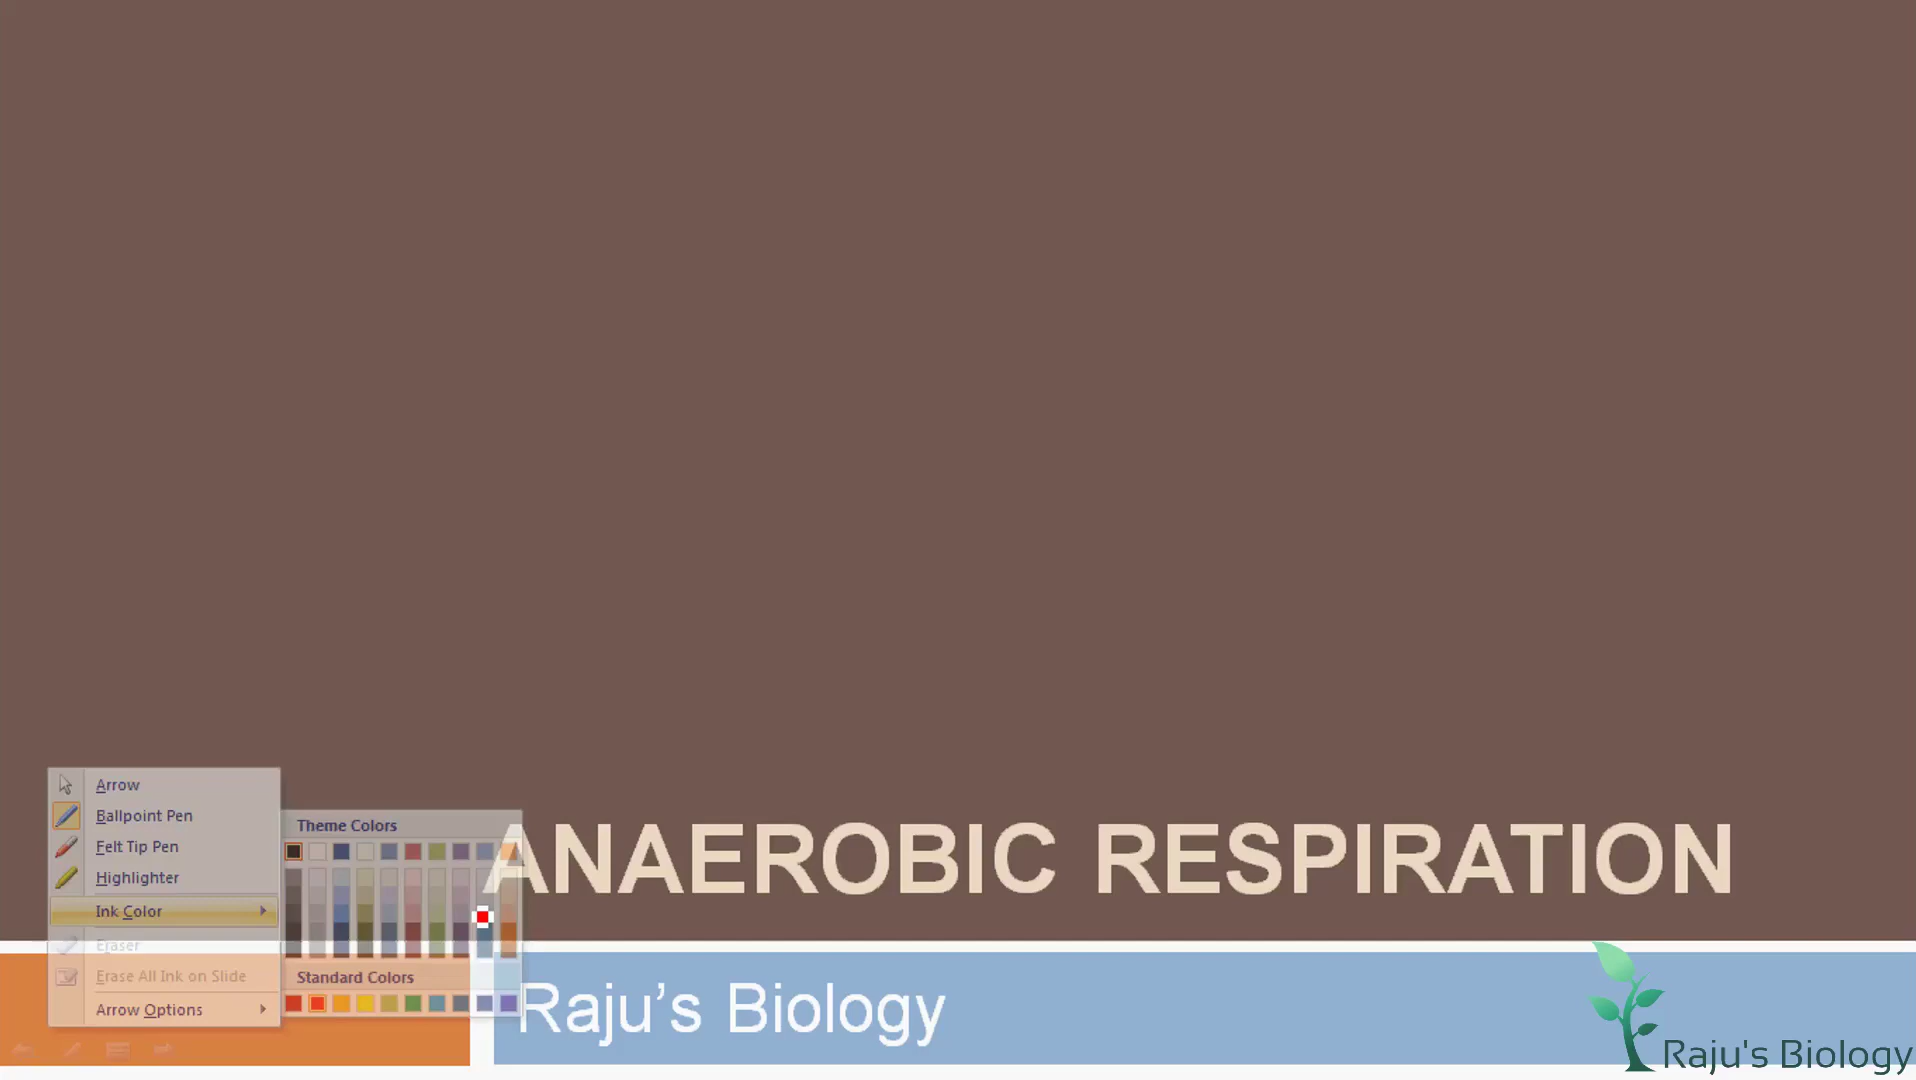 Arrow
Ballpoint Pen
Felt Tip Pen
Highlighter
Ink Color
Eraser
Erase All Ink on Slide
Arrow Options
Theme Colors
Standard Colors
ANAEROBIC RESPIRATION
Raju’s Biology
Raju's Biology